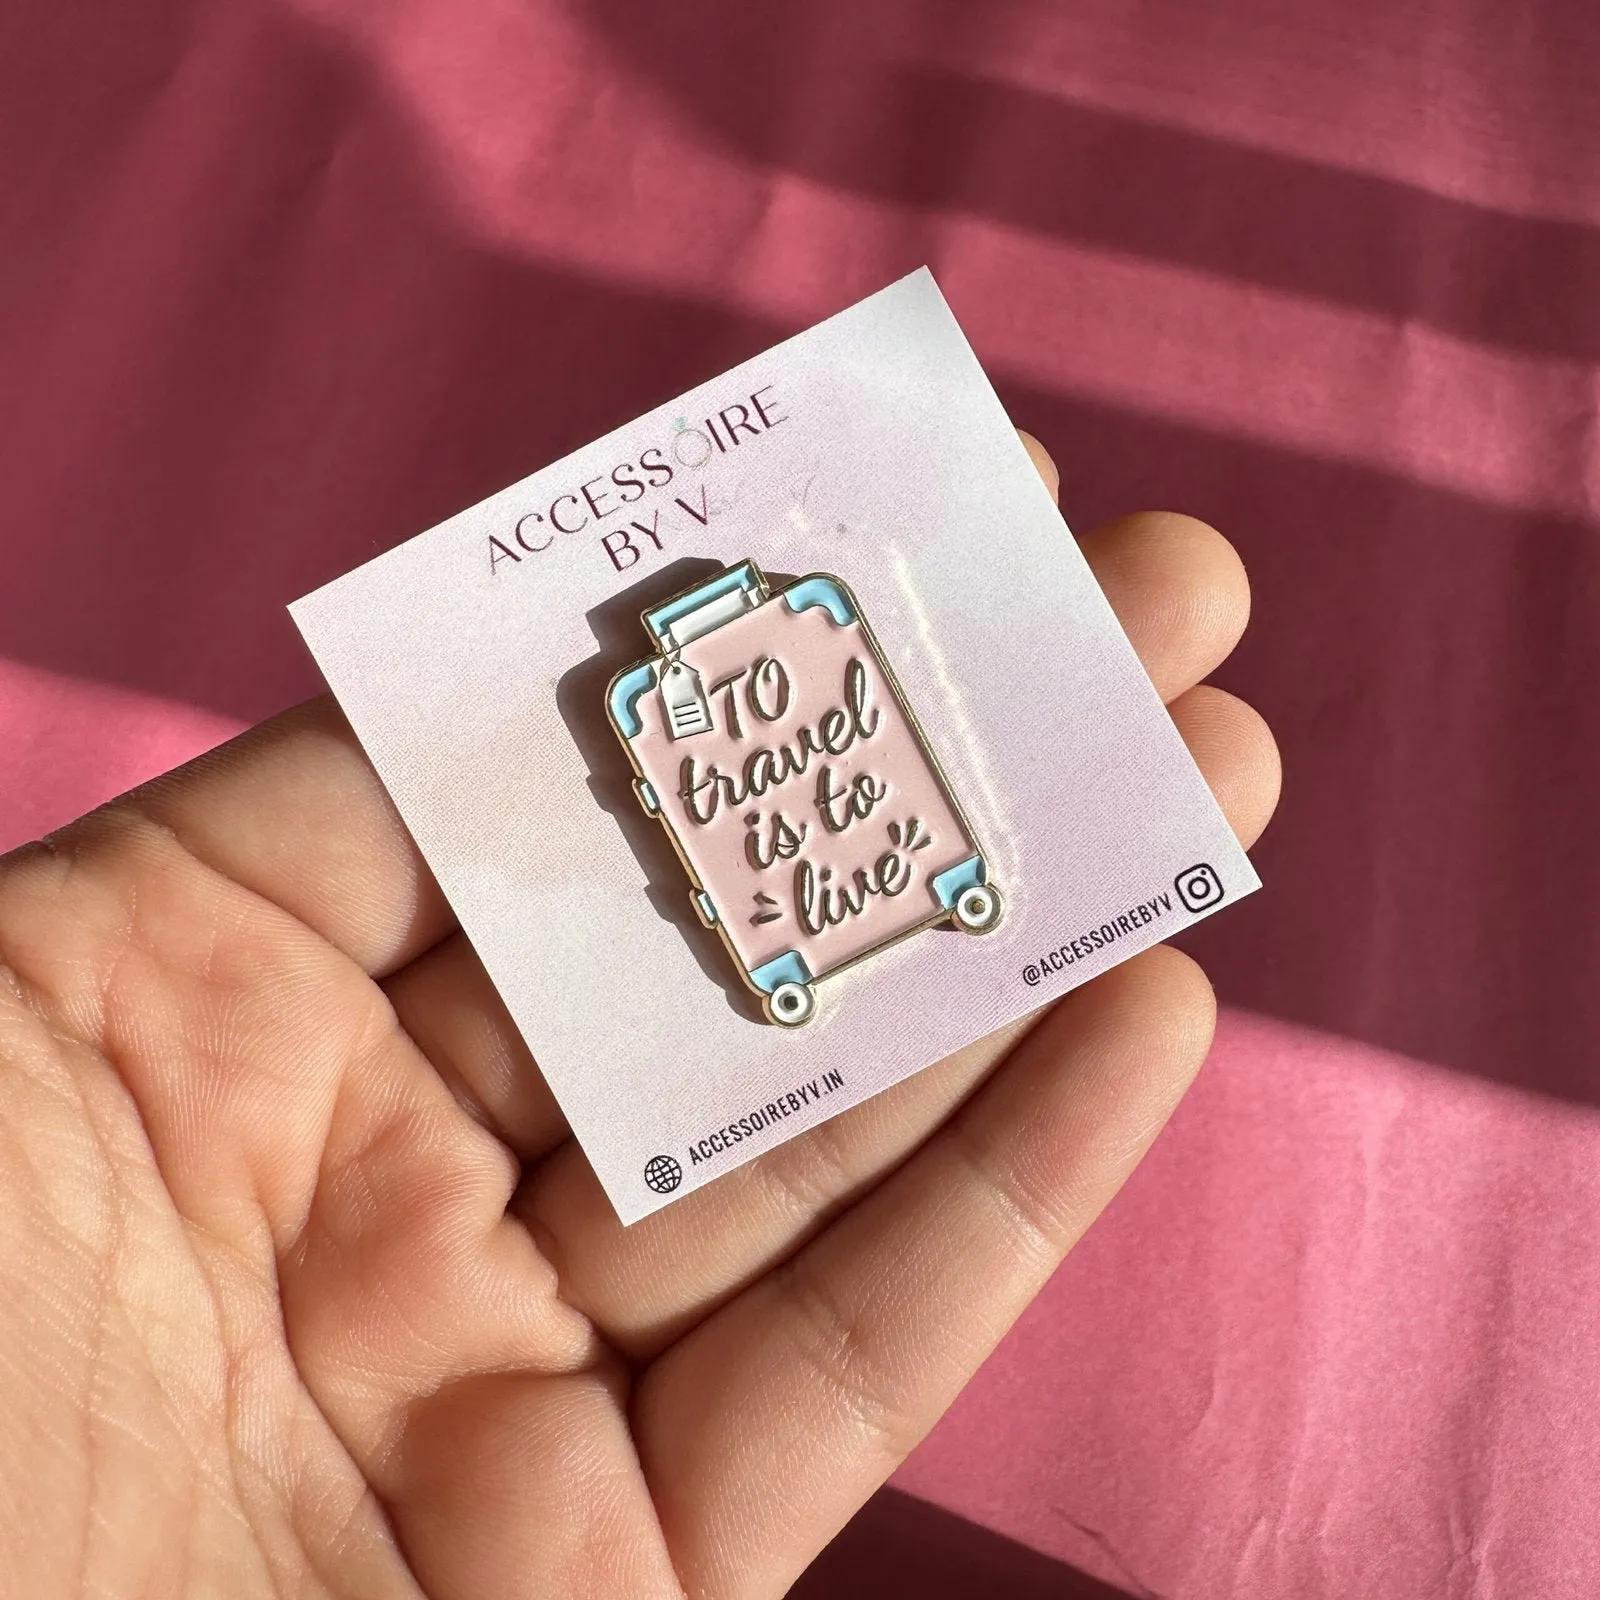 ACCESSOIRE
BY V
TO
travel
is to
live
@ACCESSOIREBYV
ACCESSOIREBYV.IN